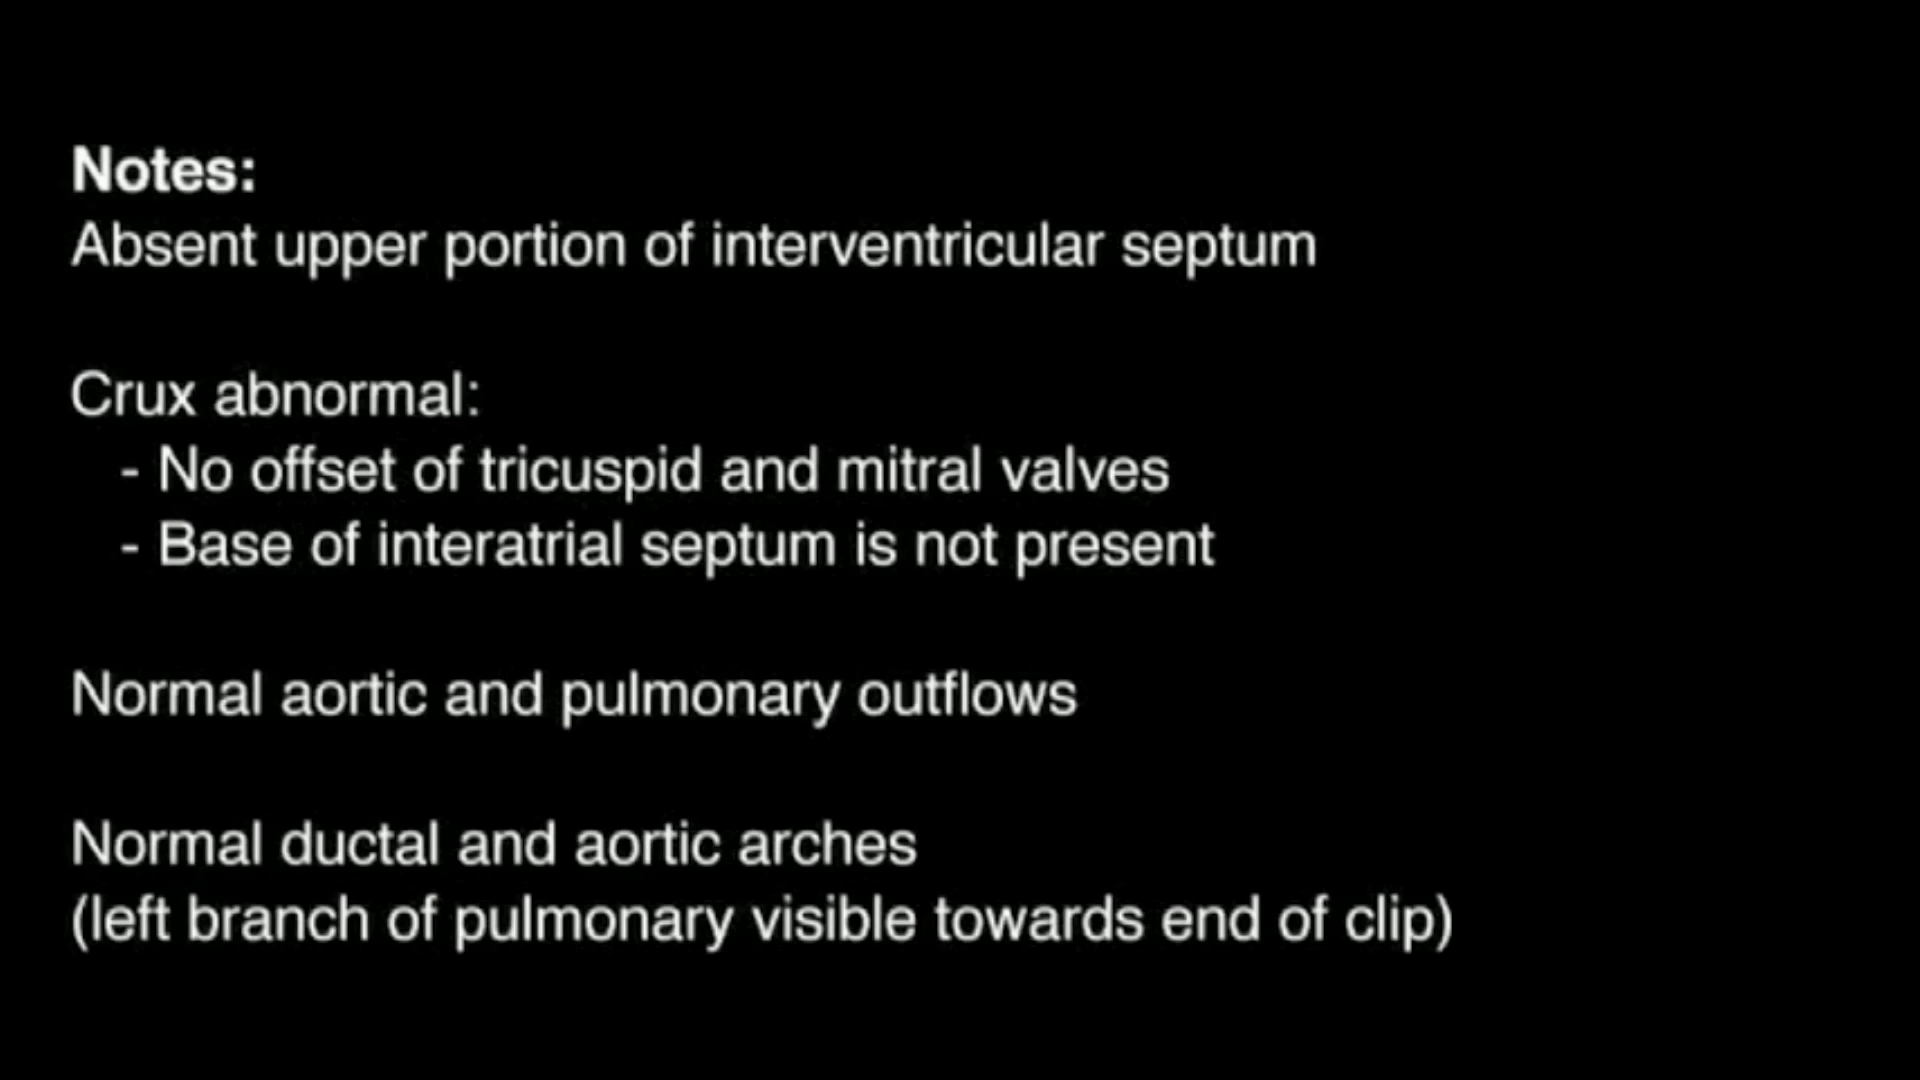 Notes:
Absent upper portion of interventricular septum
Crux abnormal:
- No offset of tricuspid and mitral valves
- Base of interatrial septum is not present
Normal aortic and pulmonary outflows
Normal ductal and aortic arches
(left branch of pulmonary visible towards end of clip)